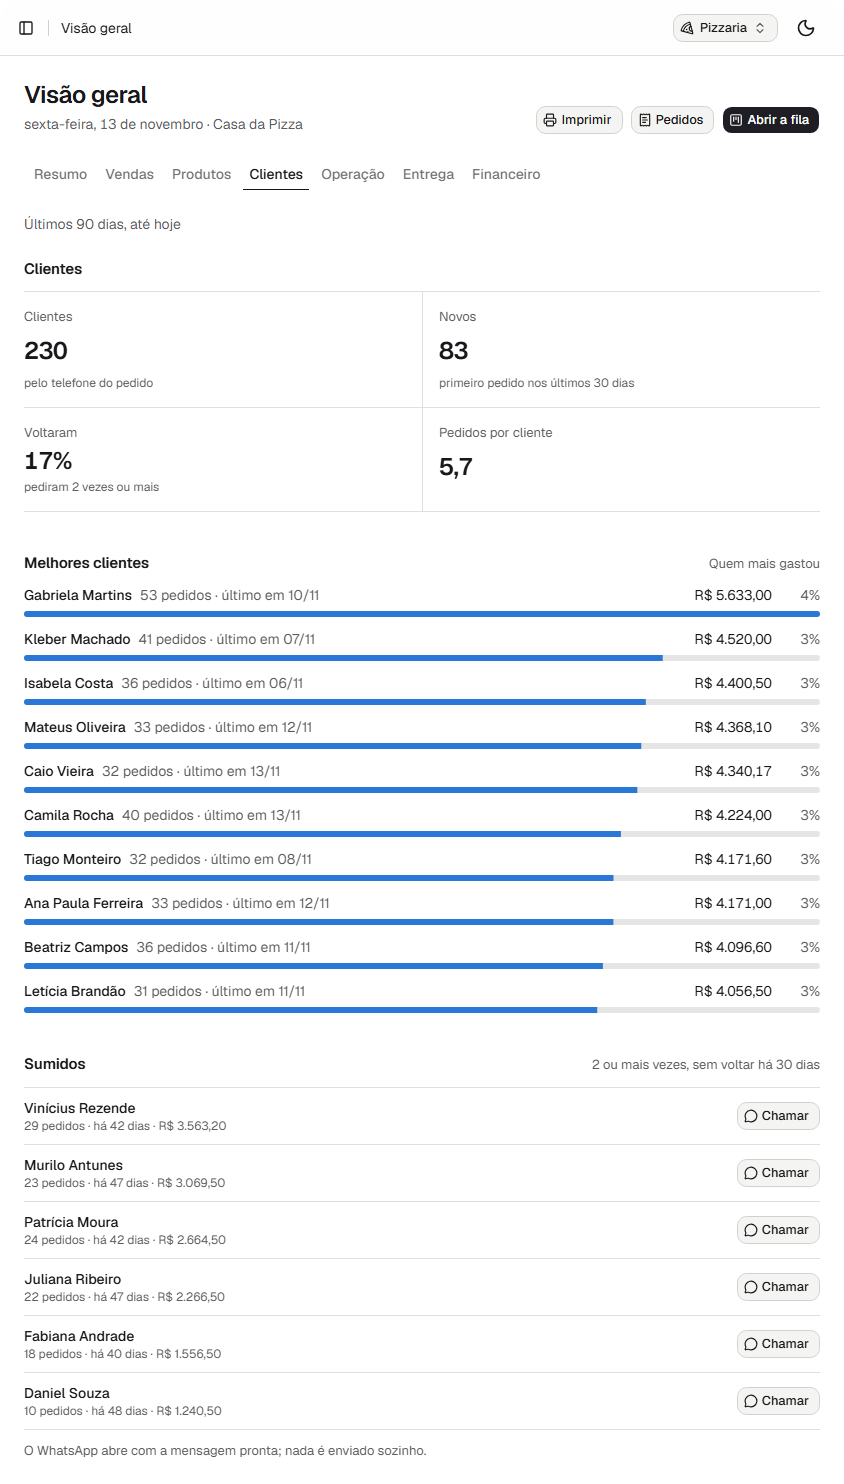 Visão geral
Pizzaria
Visão geral
sexta-feira, 13 de novembro · Casa da Pizza
Imprimir
Pedidos
Abrir a fila
Resumo Vendas Produtos Clientes Operação Entrega Financeiro
Últimos 90 dias, até hoje
Clientes
Clientes
230
pelo telefone do pedido
Novos
83
primeiro pedido nos últimos 30 dias
Voltaram
17%
pediram 2 vezes ou mais
Pedidos por cliente
5,7
Melhores clientes Quem mais gastou
Gabriela Martins 53 pedidos · último em 10/11 R$ 5.633,00 4%
Kleber Machado 41 pedidos · último em 07/11 R$ 4.520,00 3%
Isabela Costa 36 pedidos · último em 06/11 R$ 4.400,50 3%
Mateus Oliveira 33 pedidos · último em 12/11 R$ 4.368,10 3%
Caio Vieira 32 pedidos · último em 13/11 R$ 4.340,17 3%
Camila Rocha 40 pedidos · último em 13/11 R$ 4.224,00 3%
Tiago Monteiro 32 pedidos · último em 08/11 R$ 4.171,60 3%
Ana Paula Ferreira 33 pedidos · último em 12/11 R$ 4.171,00 3%
Beatriz Campos 36 pedidos · último em 11/11 R$ 4.096,60 3%
Letícia Brandão 31 pedidos · último em 11/11 R$ 4.056,50 3%
Sumidos 2 ou mais vezes, sem voltar há 30 dias
Vinícius Rezende
29 pedidos · há 42 dias · R$ 3.563,20
Chamar
Murilo Antunes
23 pedidos · há 47 dias · R$ 3.069,50
Chamar
Patrícia Moura
24 pedidos · há 42 dias · R$ 2.664,50
Chamar
Juliana Ribeiro
22 pedidos · há 47 dias · R$ 2.266,50
Chamar
Fabiana Andrade
18 pedidos · há 40 dias · R$ 1.556,50
Chamar
Daniel Souza
10 pedidos · há 48 dias · R$ 1.240,50
Chamar
O WhatsApp abre com a mensagem pronta; nada é enviado sozinho.